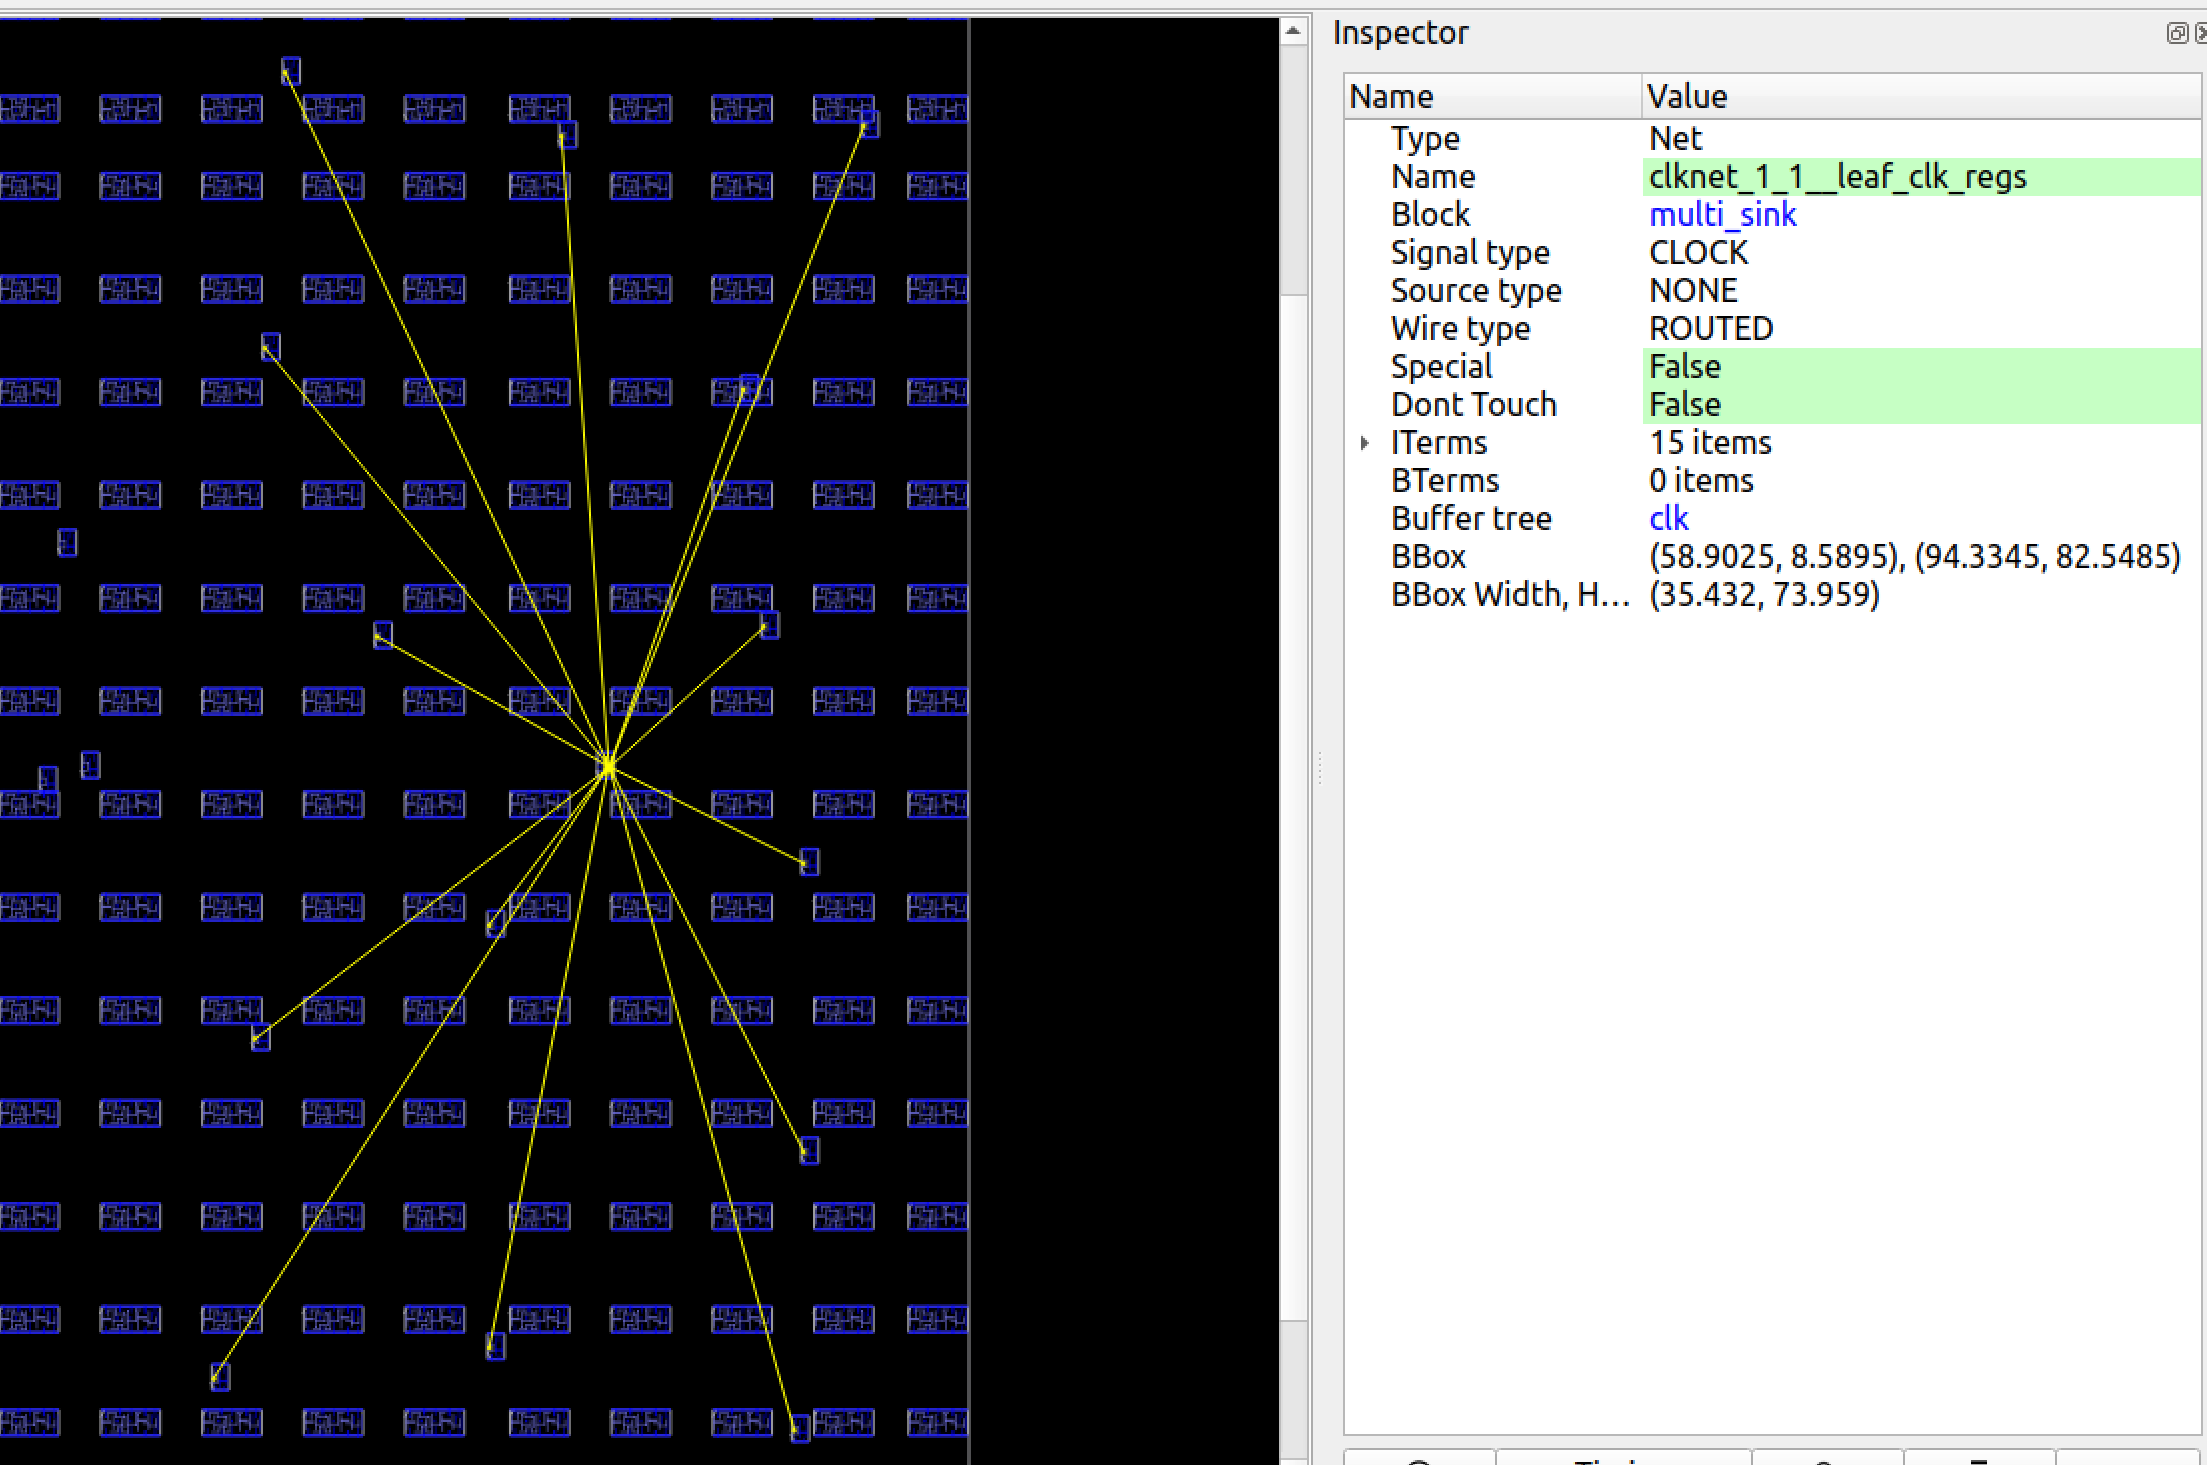 Inspector
Name Value
Type Net
Name clknet_1_1__leaf_clk_regs
Block multi_sink
Signal type CLOCK
Source type NONE
Wire type ROUTED
Special False
Dont Touch False
ITerms 15 items
BTerms 0 items
Buffer tree clk
BBox (58.9025, 8.5895), (94.3345, 82.5485)
BBox Width, H... (35.432, 73.959)